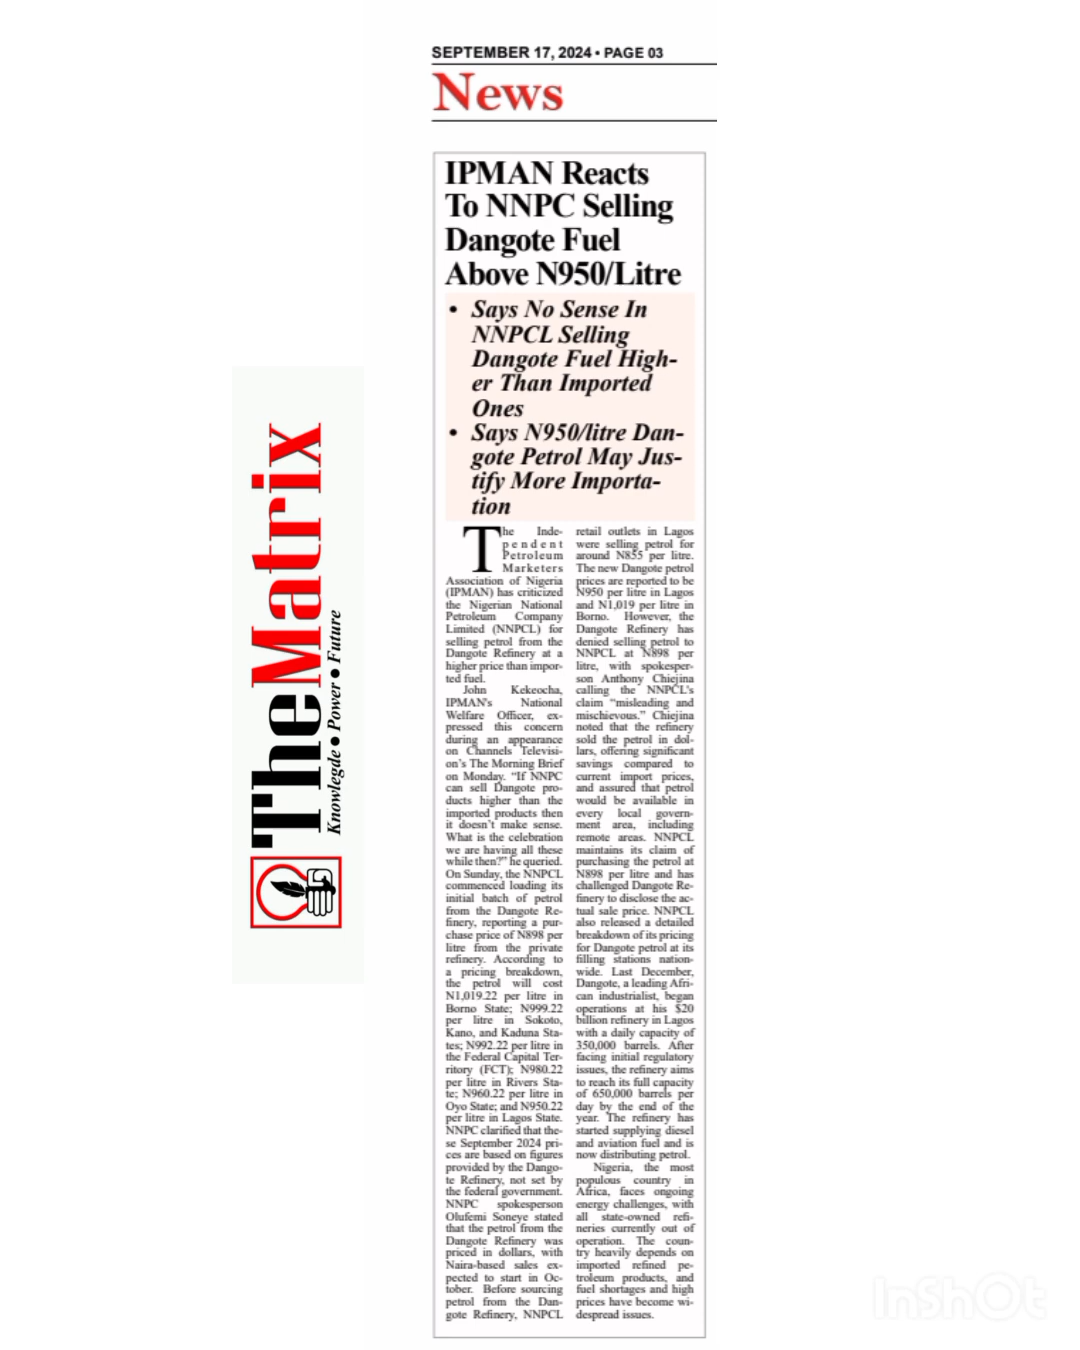 SEPTEMBER 17, 2024 • PAGE 03
News
IPMAN Reacts
To NNPC Selling
Dangote Fuel
Above N950/Litre
• Says No Sense In
NNPCL Selling
Dangote Fuel High-
er Than Imported
Ones
• Says N950/litre Dan-
gote Petrol May Jus-
tify More Importa-
tion
The Inde-
pendent
Petroleum
Marketers
Association of Nigeria
(IPMAN) has criticized
the Nigerian National
Petroleum Company
Limited (NNPCL) for
selling petrol from the
Dangote Refinery at a
higher price than impor-
ted fuel.
John Kekeocha,
IPMAN's National
Welfare Officer, ex-
pressed this concern
during an appearance
on Channels Televisi-
on's The Morning Brief
on Monday. "If NNPC
can sell Dangote pro-
ducts higher than the
imported products then
it doesn't make sense.
What is the celebration
we are having all these
while then?" he queried.
On Sunday, the NNPCL
commenced loading its
initial batch of petrol
from the Dangote Re-
finery, reporting a pur-
chase price of N898 per
litre from the private
refinery. According to
a pricing breakdown,
the petrol will cost
N1,019.22 per litre in
Borno State; N999.22
per litre in Sokoto,
Kano, and Kaduna Sta-
tes; N992.22 per litre in
the Federal Capital Ter-
ritory (FCT); N980.22
per litre in Rivers Sta-
te; N960.22 per litre in
Oyo State; and N950.22
per litre in Lagos State.
NNPC clarified that the-
se September 2024 pri-
ces are based on figures
provided by the Dango-
te Refinery, not set by
the federal government.
NNPC spokesperson
Olufemi Soneye stated
that the petrol from the
Dangote Refinery was
priced in dollars, with
Naira-based sales ex-
pected to start in Oc-
tober. Before sourcing
petrol from the Dan-
gote Refinery, NNPCL
retail outlets in Lagos
were selling petrol for
around N855 per litre.
The new Dangote petrol
prices are reported to be
N950 per litre in Lagos
and N1,019 per litre in
Borno. However, the
Dangote Refinery has
denied selling petrol to
NNPCL at N898 per
litre, with spokesper-
son Anthony Chiejina
calling the NNPCL's
claim "misleading and
mischievous." Chiejina
noted that the refinery
sold the petrol in dol-
lars, offering significant
savings compared to
current import prices,
and assured that petrol
would be available in
every local govern-
ment area, including
remote areas. NNPCL
maintains its claim of
purchasing the petrol at
N898 per litre and has
challenged Dangote Re-
finery to disclose the ac-
tual sale price. NNPCL
also released a detailed
breakdown of its pricing
for Dangote petrol at its
filling stations nation-
wide. Last December,
Dangote, a leading Afri-
can industrialist, began
operations at his $20
billion refinery in Lagos
with a daily capacity of
350,000 barrels. After
facing initial regulatory
issues, the refinery aims
to reach its full capacity
of 650,000 barrels per
day by the end of the
year. The refinery has
started supplying diesel
and aviation fuel and is
now distributing petrol.
Nigeria, the most
populous country in
Africa, faces ongoing
energy challenges, with
all state-owned refi-
neries currently out of
operation. The coun-
try heavily depends on
imported refined pe-
troleum products, and
fuel shortages and high
prices have become wi-
despread issues.
TheMatrix
Knowlegde • Power • Future
InShOt